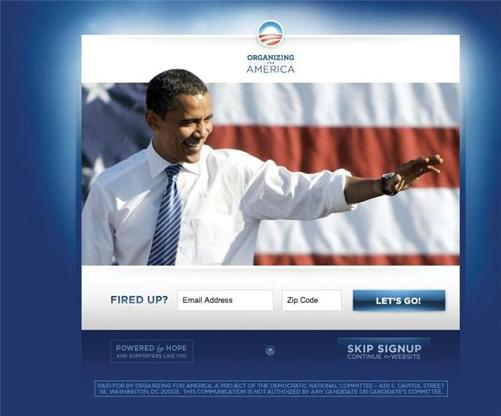 ORGANIZING
FOR
AMERICA
FIRED UP?
Email Address
Zip Code
LET'S GO!
POWERED by HOPE
AND SUPPORTERS LIKE YOU
SKIP SIGNUP
CONTINUE to WEBSITE
PAID FOR BY ORGANIZING FOR AMERICA, A PROJECT OF THE DEMOCRATIC NATIONAL COMMITTEE -- 430 S. CAPITOL STREET
SE, WASHINGTON, DC 20003. THIS COMMUNICATION IS NOT AUTHORIZED BY ANY CANDIDATE OR CANDIDATE'S COMMITTEE.